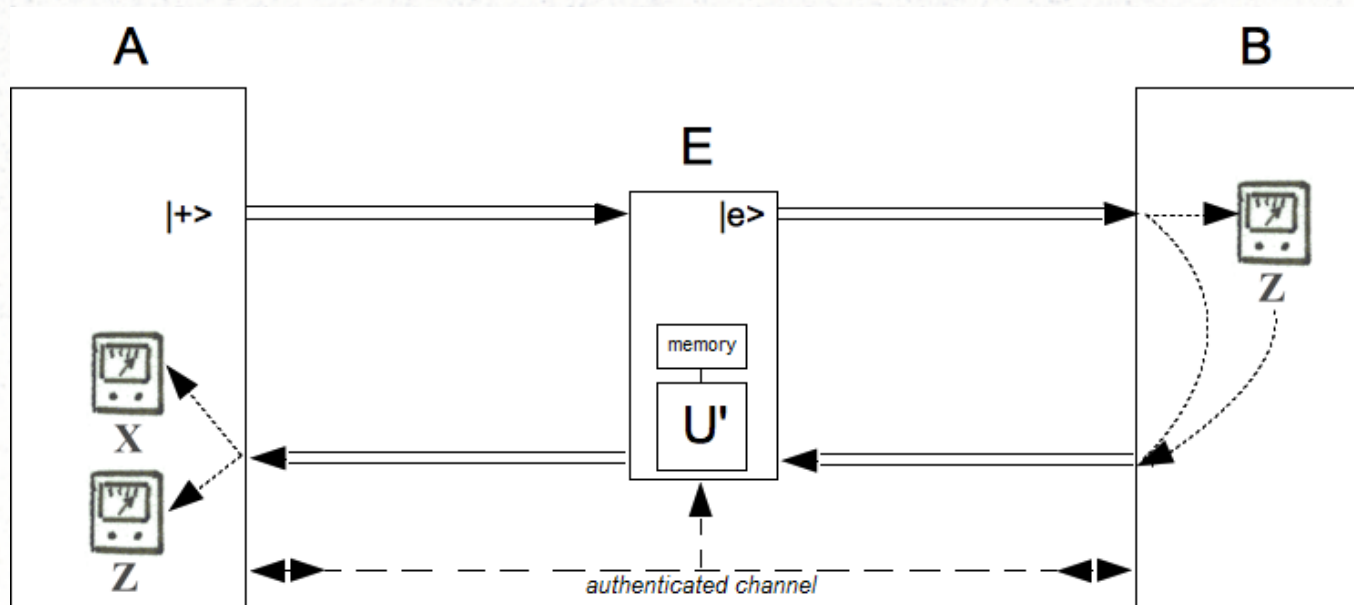 A
B
E
|+>
|e>
Z
memory
U'
X
Z
authenticated channel